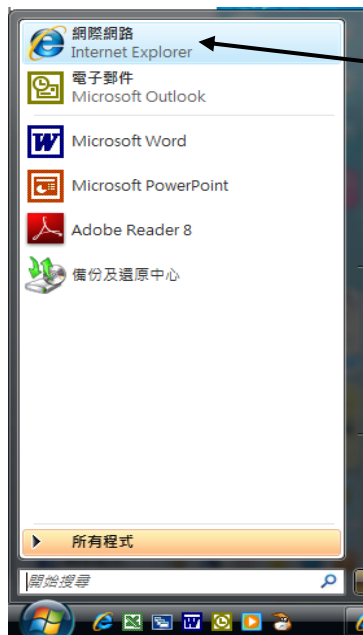 網際網路
Internet Explorer
電子郵件
Microsoft Outlook
Microsoft Word
Microsoft PowerPoint
Adobe Reader 8
備份及還原中心
所有程式
開始搜尋